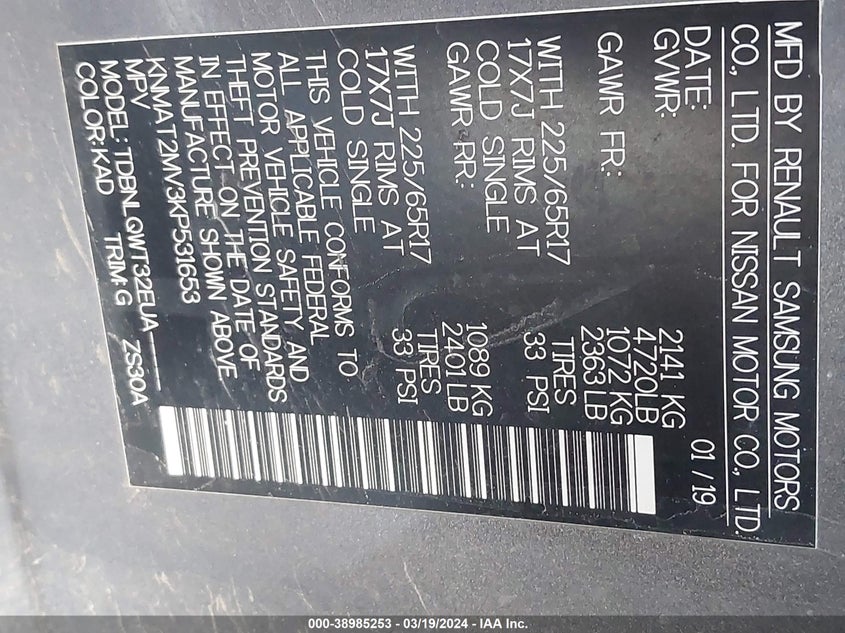 MFD BY RENAULT SAMSUNG MOTORS
CO., LTD. FOR NISSAN MOTOR CO., LTD.
DATE: 01 / 19
GVWR: 2141 KG
4720LB
GAWR FR: 1072 KG
2363 LB
WITH 225/65R17 TIRES
17X7J RIMS AT 33 PSI
COLD SINGLE
GAWR RR: 1089 KG
2401 LB
WITH 225/65R17 TIRES
17X7J RIMS AT 33 PSI
COLD SINGLE
THIS VEHICLE CONFORMS TO
ALL APPLICABLE FEDERAL
MOTOR VEHICLE SAFETY AND
THEFT PREVENTION STANDARDS
IN EFFECT ON THE DATE OF
MANUFACTURE SHOWN ABOVE
KNMAT2MV3KP531653
MPV
MODEL: TDBNLQWT32EUA
COLOR:KAD TRIM:G ZS30A
000-38985253 - 03/19/2024 - IAA Inc.